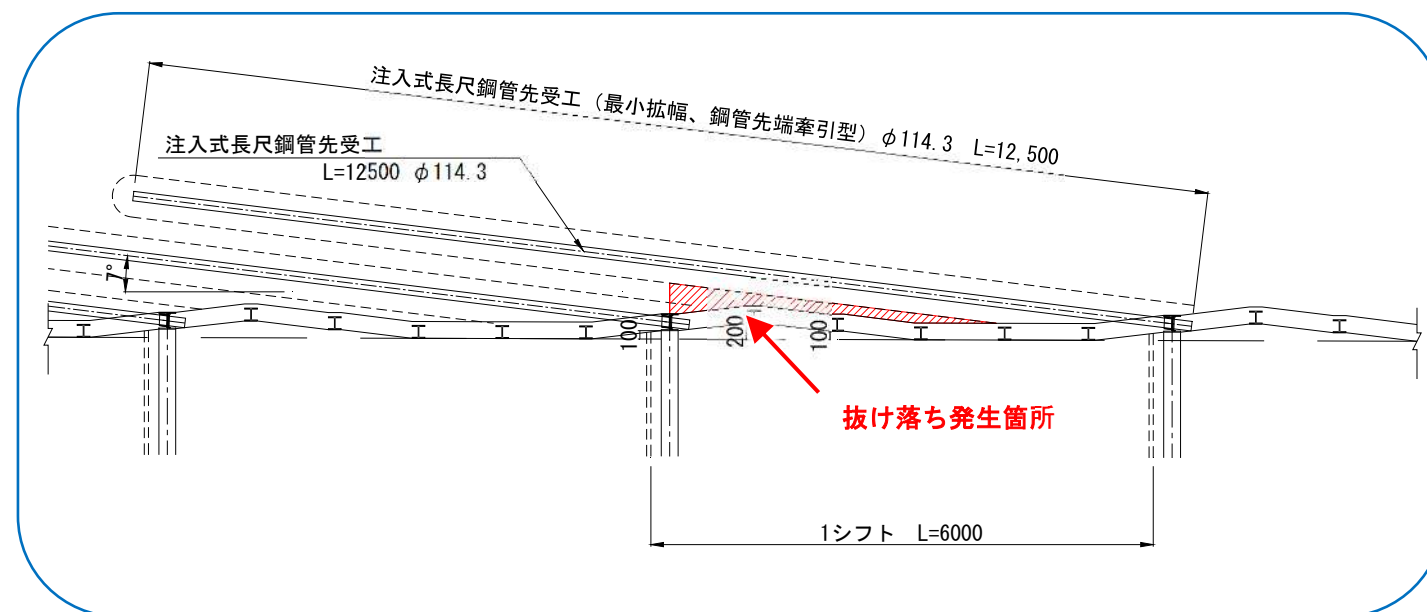 注入式長尺鋼管先受工（最小拡幅、鋼管先端牽引型）φ114.3 L=12,500
注入式長尺鋼管先受工
L=12500 φ114.3
7°
100
200
100
抜け落ち発生箇所
1シフト L=6000